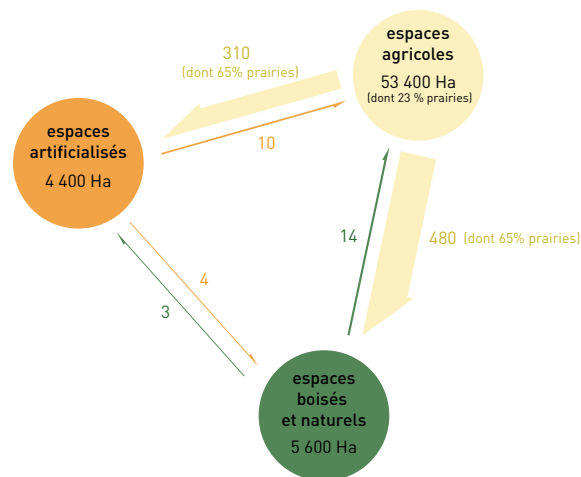 espaces
agricoles
53 400 Ha
(dont 23 % prairies)
310
(dont 65% prairies)
espaces
artificialisés
4 400 Ha
10
14
480 (dont 65% prairies)
4
3
espaces
boisés
et naturels
5 600 Ha